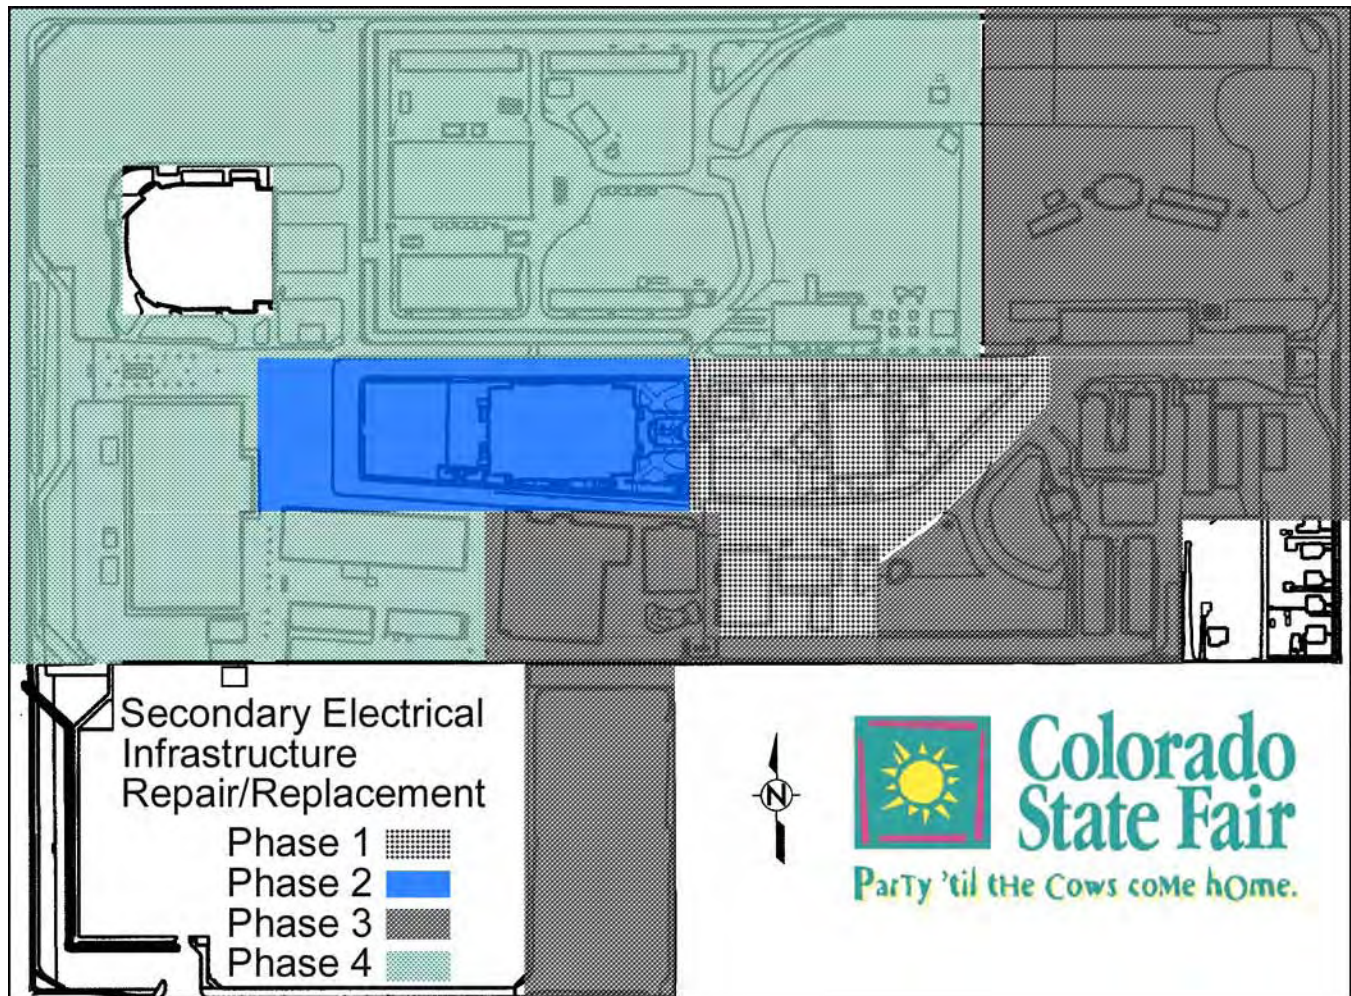 Secondary Electrical
Infrastructure
Repair/Replacement
Phase 1
Phase 2
Phase 3
Phase 4
N
Colorado
State Fair
ParTy 'til tHe Cows coMe hOme.